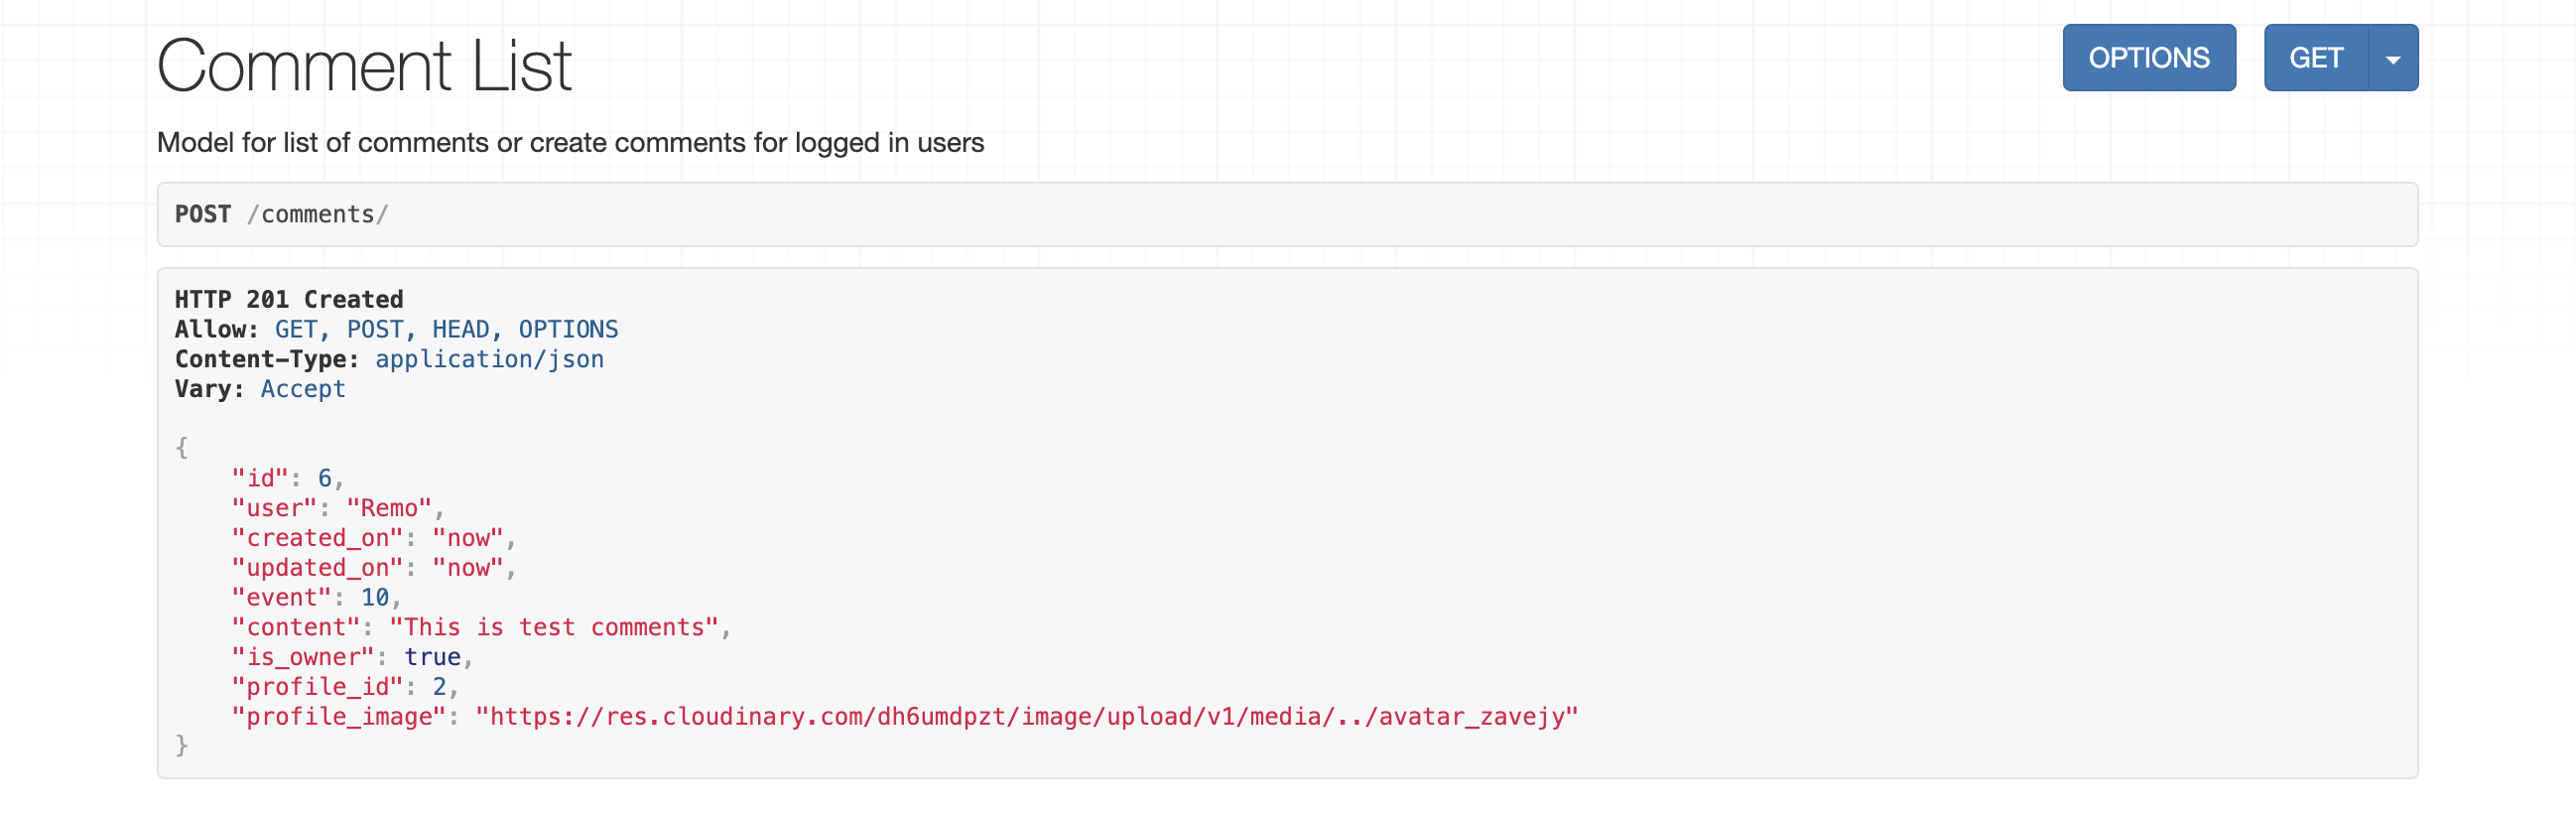 Comment List
OPTIONS
GET
Model for list of comments or create comments for logged in users
POST /comments/
HTTP 201 Created
Allow: GET, POST, HEAD, OPTIONS
Content-Type: application/json
Vary: Accept
{
    "id": 6,
    "user": "Remo",
    "created_on": "now",
    "updated_on": "now",
    "event": 10,
    "content": "This is test comments",
    "is_owner": true,
    "profile_id": 2,
    "profile_image": "https://res.cloudinary.com/dh6umdpzt/image/upload/v1/media/../avatar_zavejy"
}